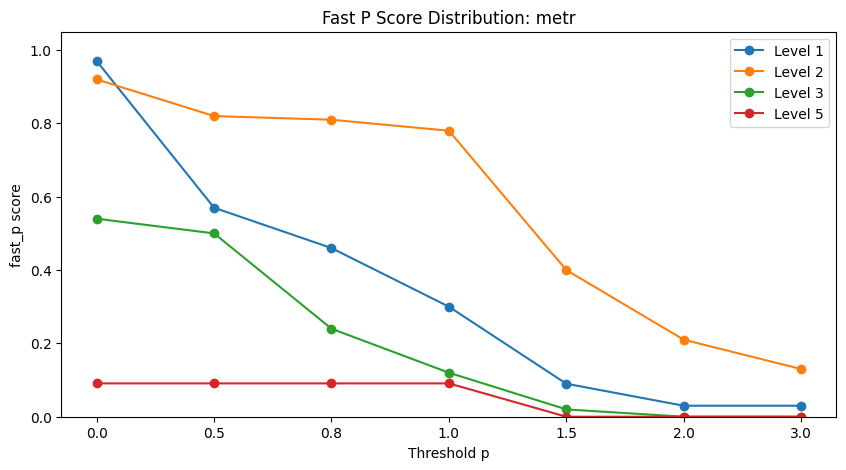 Fast P Score Distribution: metr
Level 1
Level 2
Level 3
Level 5
fast_p score
1.0
0.8
0.6
0.4
0.2
0.0
0.0 0.5 0.8 1.0 1.5 2.0 3.0
Threshold p